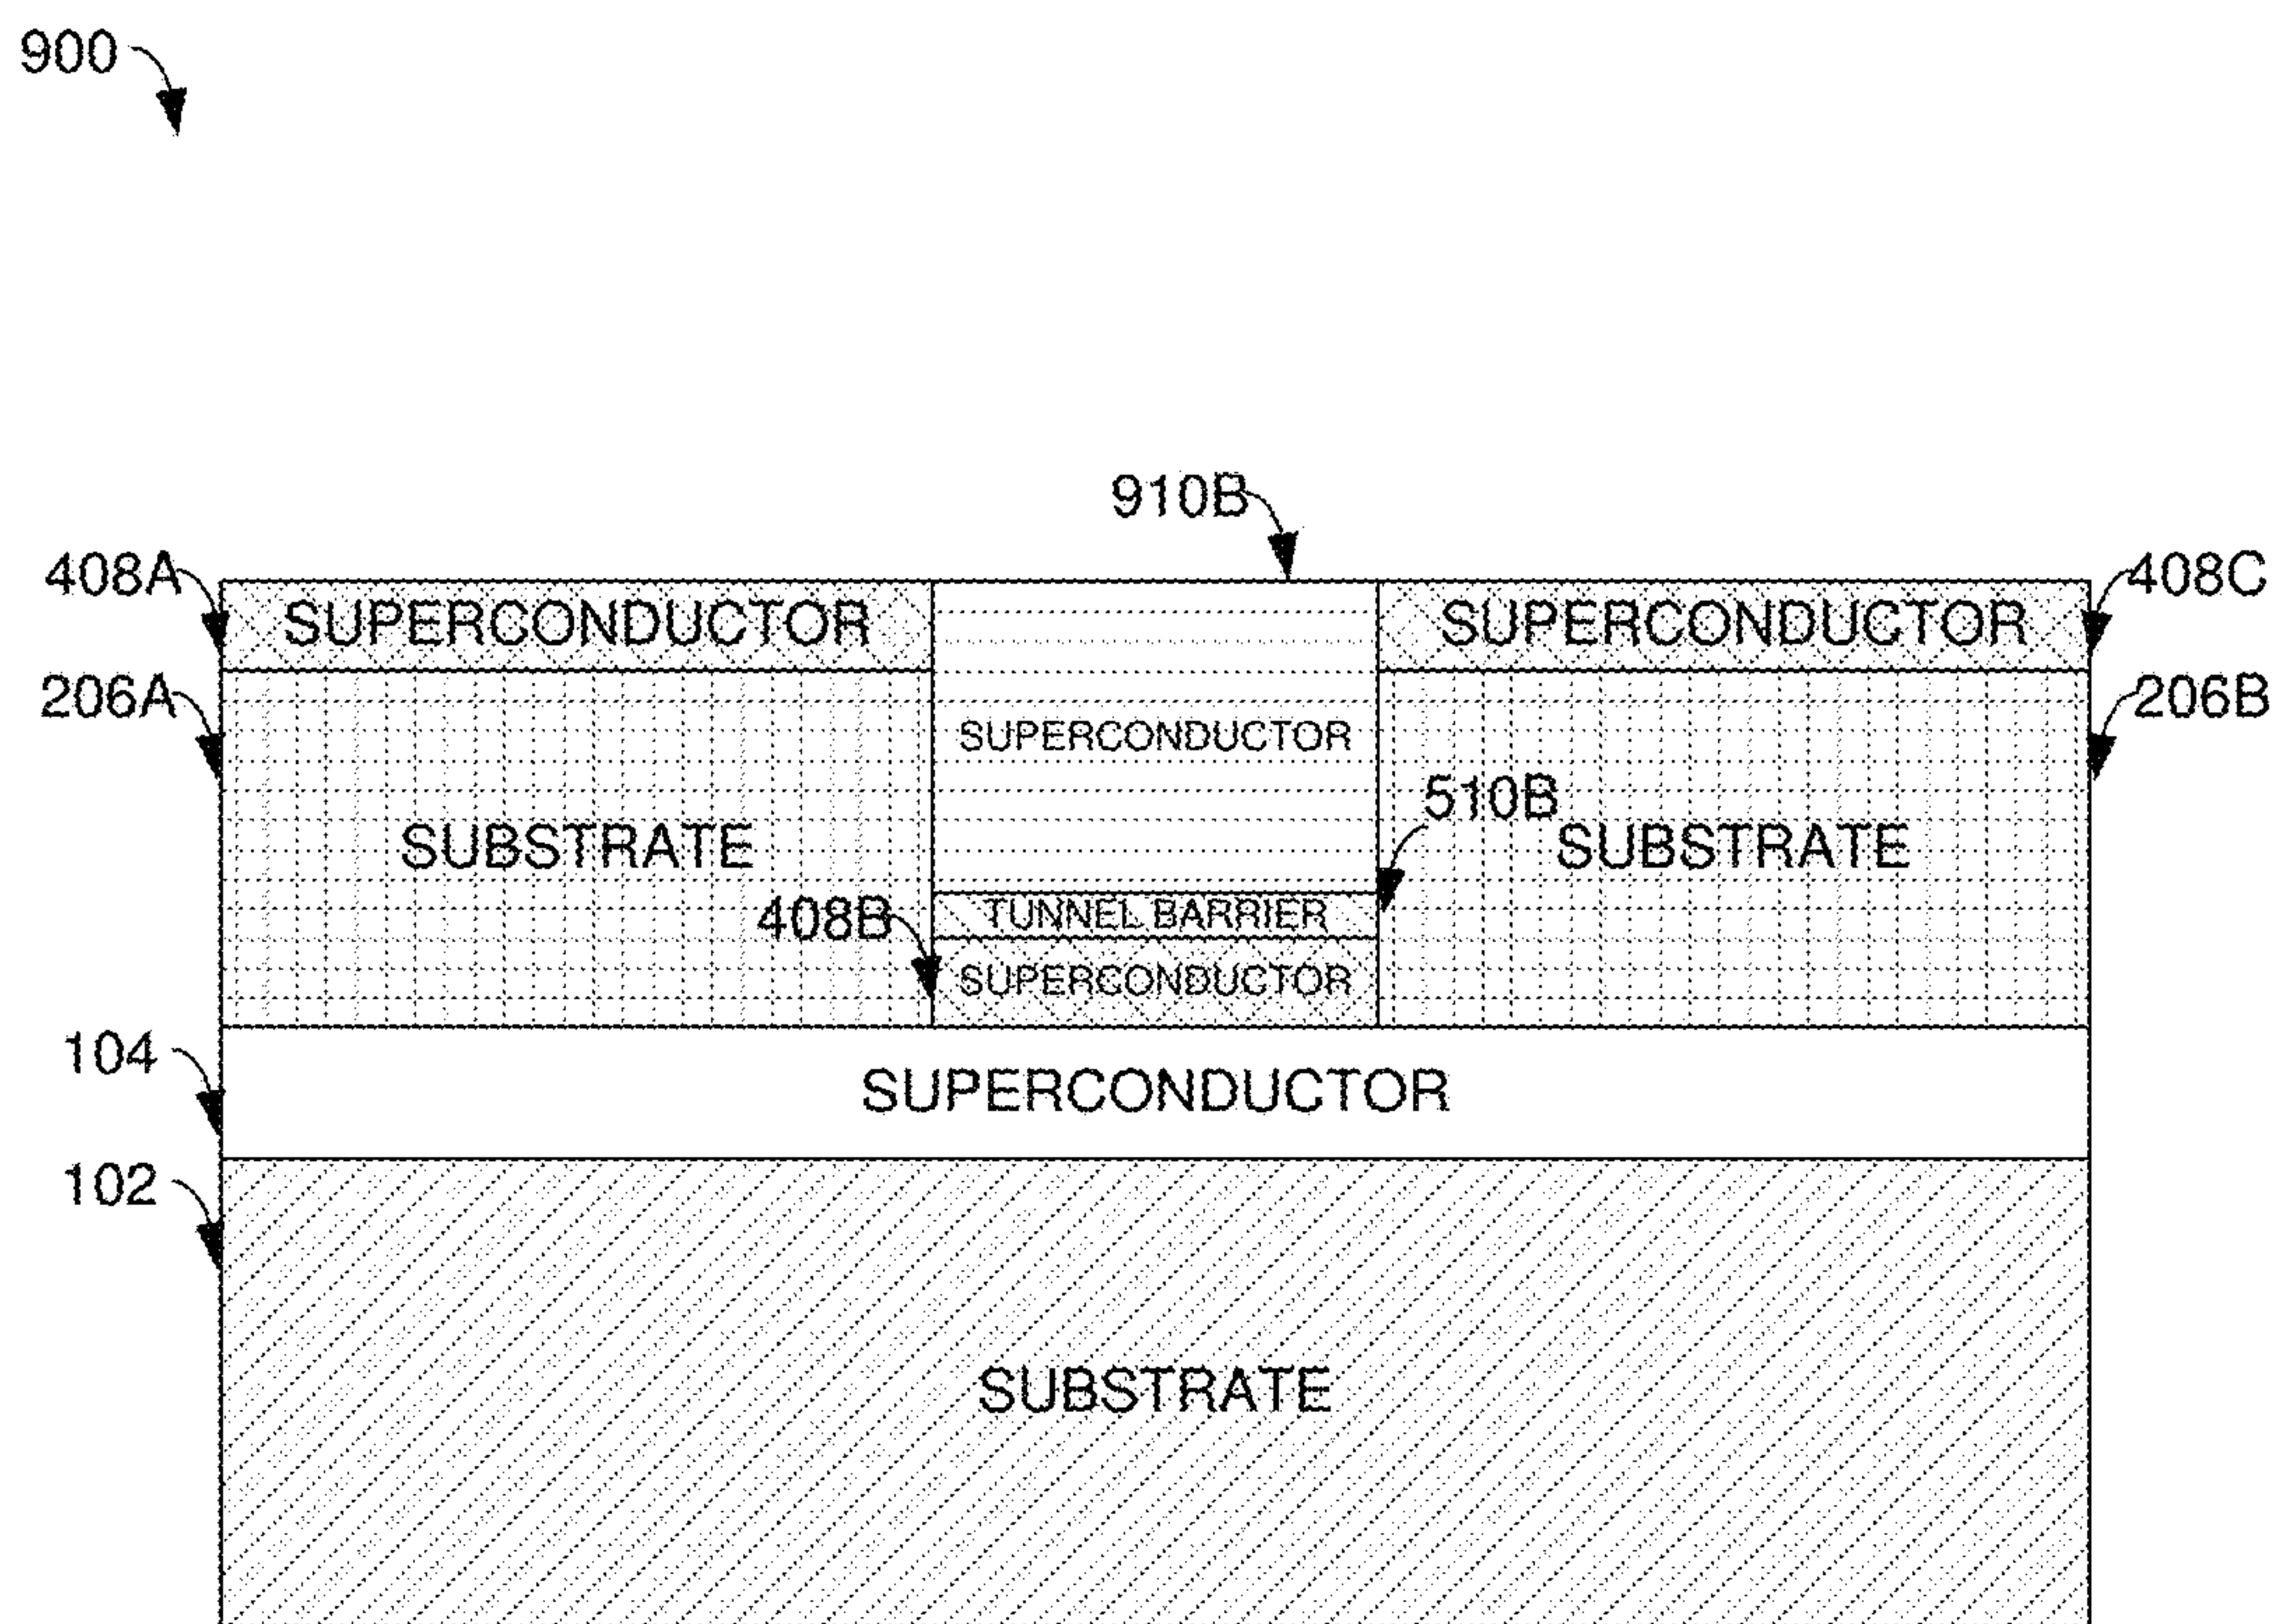 900
910B
408A
SUPERCONDUCTOR
SUPERCONDUCTOR
408C
206A
206B
SUPERCONDUCTOR
510B
SUBSTRATE
SUBSTRATE
408B
TUNNEL BARRIER
SUPERCONDUCTOR
104
SUPERCONDUCTOR
102
SUBSTRATE